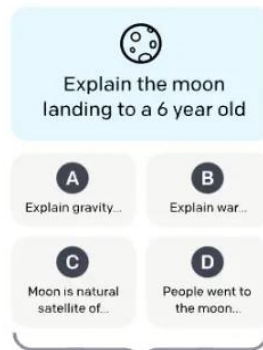 Explain the moon
landing to a 6 year old
A
B
Explain gravity...
Explain war...
C
D
Moon is natural
satellite of...
People went to
the moon...